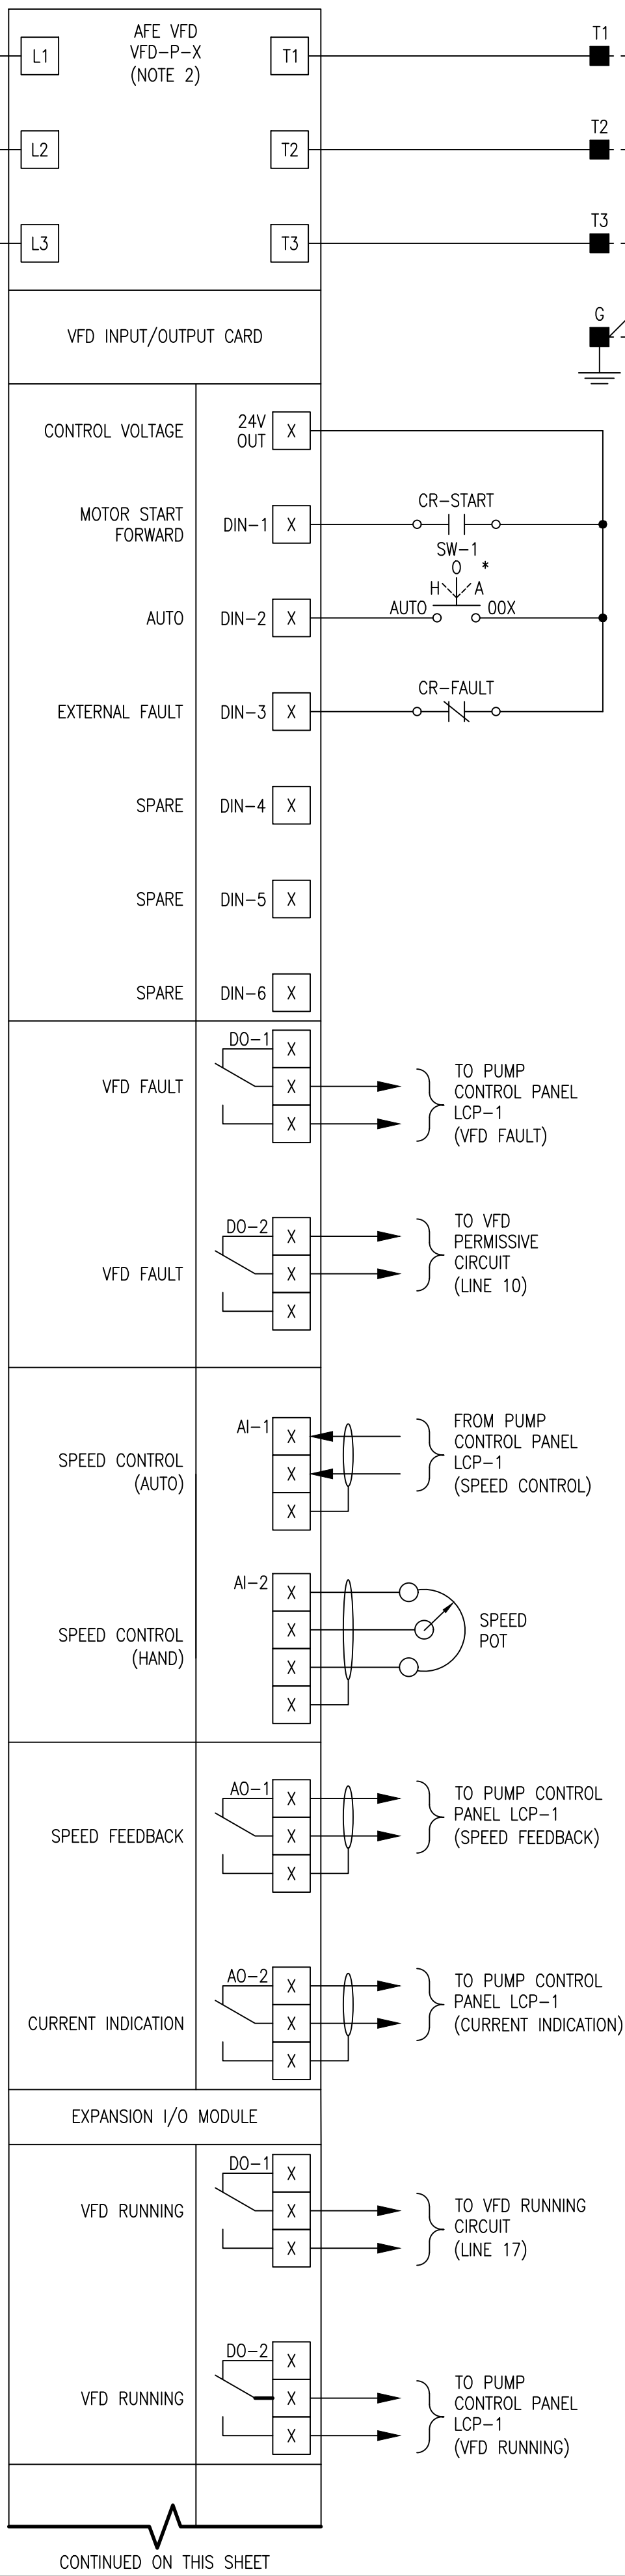 AFE VFD
VFD-P-X
(NOTE 2)
L1
T1
T1
L2
T2
T2
L3
T3
T3
VFD INPUT/OUTPUT CARD
G
CONTROL VOLTAGE
24V
OUT
X
MOTOR START
FORWARD
DIN-1
X
CR-START
SW-1
O *
H A
AUTO
DIN-2
X
AUTO
OOX
EXTERNAL FAULT
DIN-3
X
CR-FAULT
SPARE
DIN-4
X
SPARE
DIN-5
X
SPARE
DIN-6
X
VFD FAULT
DO-1
X
X
X
TO PUMP
CONTROL PANEL
LCP-1
(VFD FAULT)
VFD FAULT
DO-2
X
X
X
TO VFD
PERMISSIVE
CIRCUIT
(LINE 10)
SPEED CONTROL
(AUTO)
AI-1
X
X
X
FROM PUMP
CONTROL PANEL
LCP-1
(SPEED CONTROL)
SPEED CONTROL
(HAND)
AI-2
X
X
X
X
SPEED
POT
SPEED FEEDBACK
AO-1
X
X
X
TO PUMP CONTROL
PANEL LCP-1
(SPEED FEEDBACK)
CURRENT INDICATION
AO-2
X
X
X
TO PUMP CONTROL
PANEL LCP-1
(CURRENT INDICATION)
EXPANSION I/O MODULE
VFD RUNNING
DO-1
X
X
X
TO VFD RUNNING
CIRCUIT
(LINE 17)
VFD RUNNING
DO-2
X
X
X
TO PUMP
CONTROL PANEL
LCP-1
(VFD RUNNING)
CONTINUED ON THIS SHEET